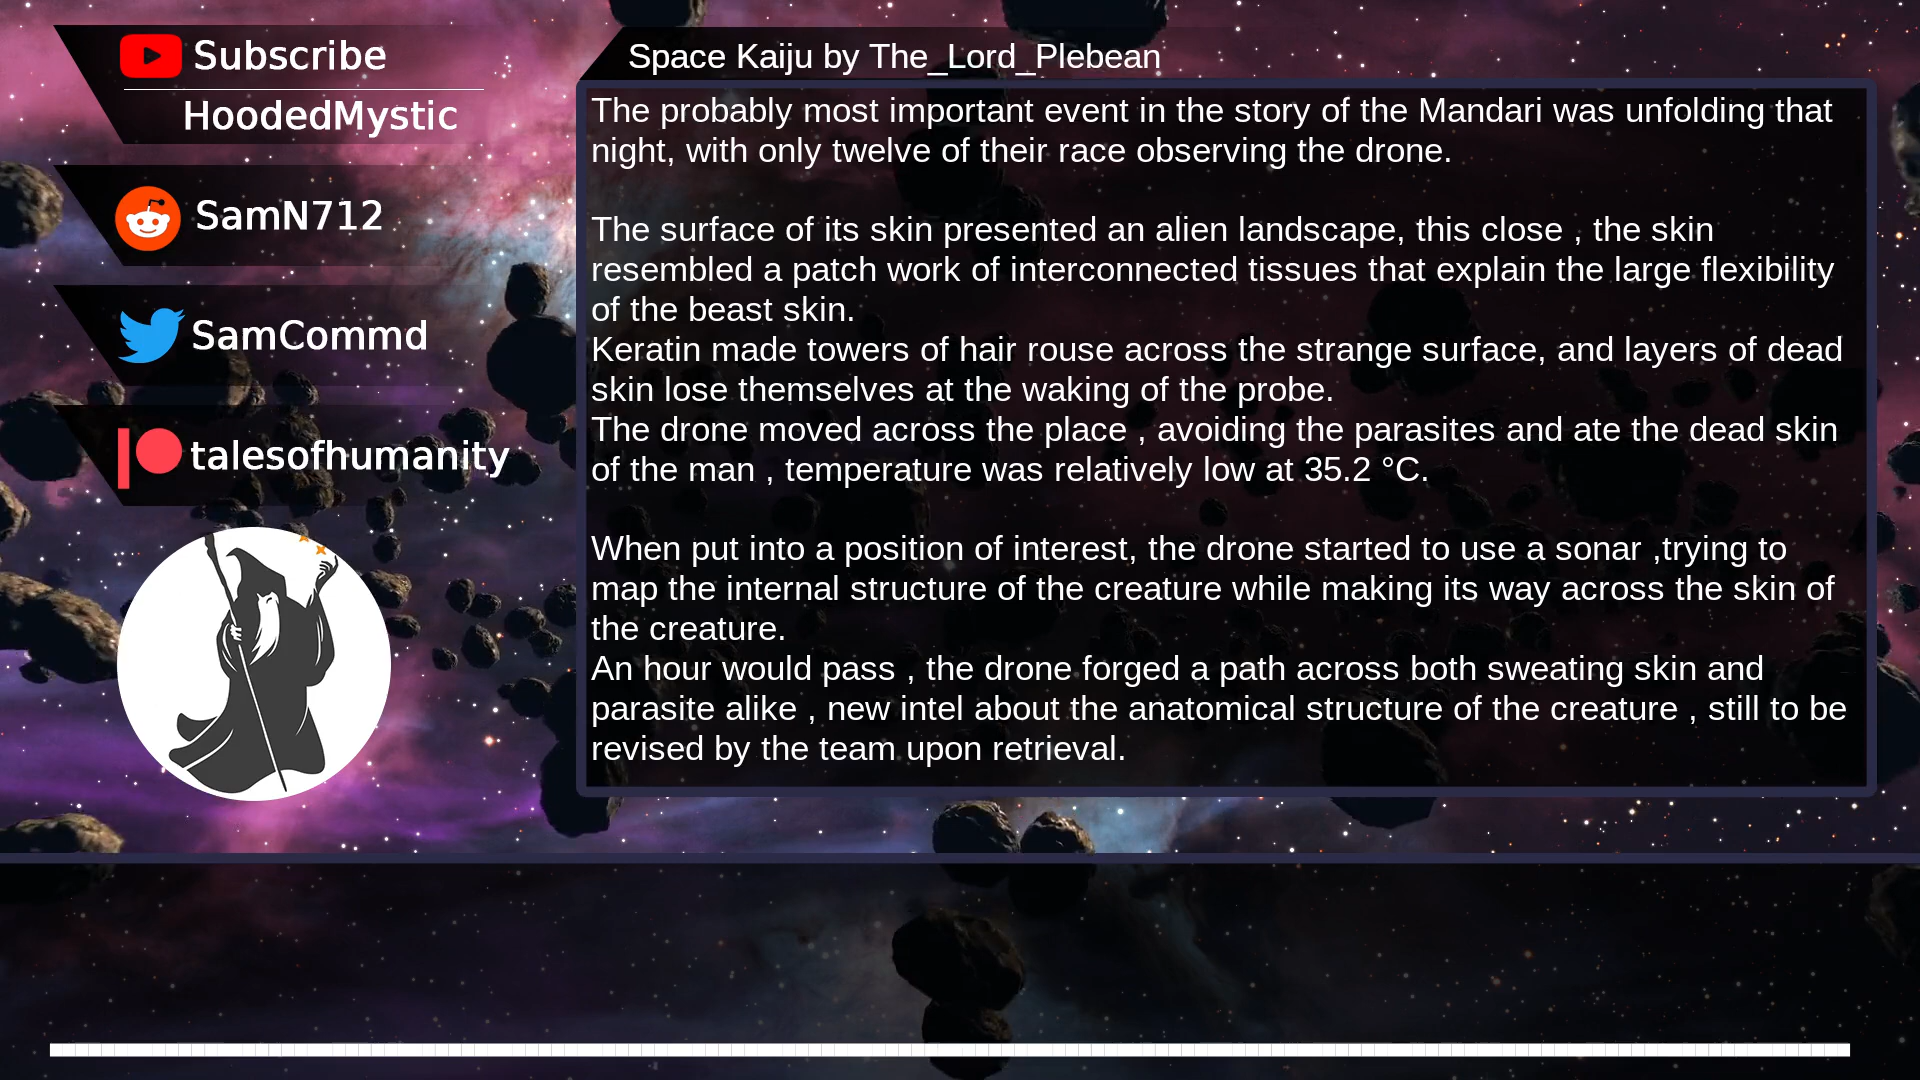 Subscribe
HoodedMystic
SamN712
SamCommd
talesofhumanity
Space Kaiju by The_Lord_Plebean
The probably most important event in the story of the Mandari was unfolding that
night, with only twelve of their race observing the drone.
The surface of its skin presented an alien landscape, this close , the skin
resembled a patch work of interconnected tissues that explain the large flexibility
of the beast skin.
Keratin made towers of hair rouse across the strange surface, and layers of dead
skin lose themselves at the waking of the probe.
The drone moved across the place , avoiding the parasites and ate the dead skin
of the man , temperature was relatively low at 35.2 °C.
When put into a position of interest, the drone started to use a sonar ,trying to
map the internal structure of the creature while making its way across the skin of
the creature.
An hour would pass , the drone forged a path across both sweating skin and
parasite alike , new intel about the anatomical structure of the creature , still to be
revised by the team upon retrieval.